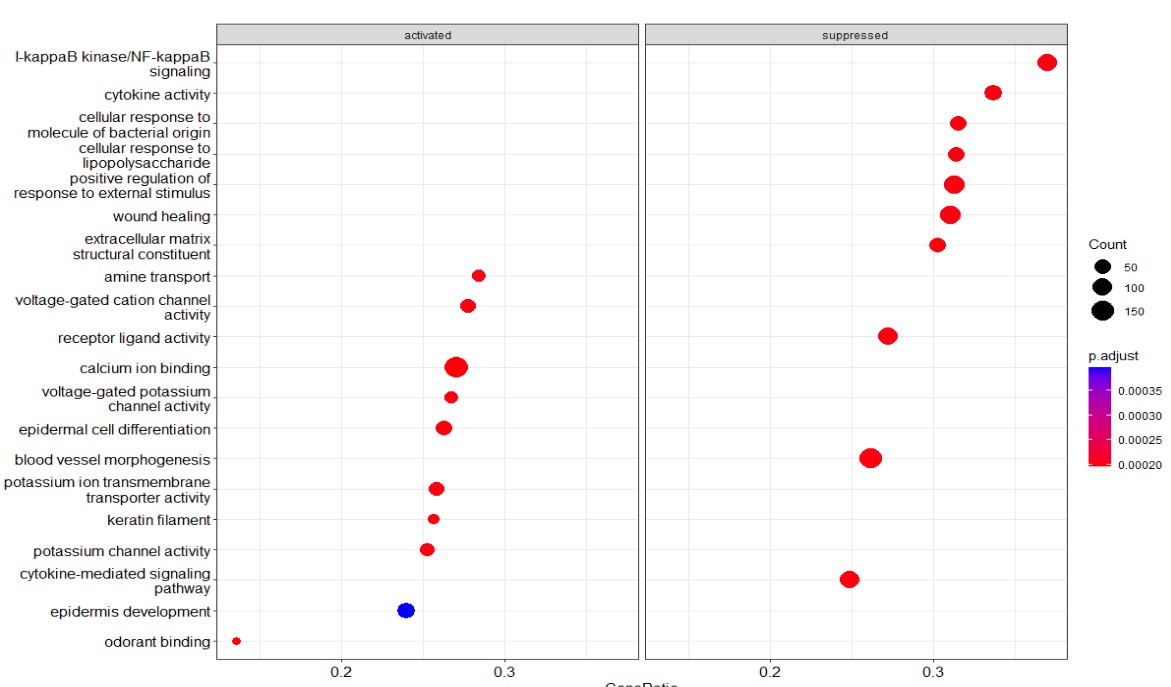 activated
suppressed
I-kappaB kinase/NF-kappaB
signaling
cytokine activity
cellular response to
molecule of bacterial origin
cellular response to
lipopolysaccharide
positive regulation of
response to external stimulus
wound healing
extracellular matrix
structural constituent
amine transport
voltage-gated cation channel
activity
receptor ligand activity
calcium ion binding
voltage-gated potassium
channel activity
epidermal cell differentiation
blood vessel morphogenesis
potassium ion transmembrane
transporter activity
keratin filament
potassium channel activity
cytokine-mediated signaling
pathway
epidermis development
odorant binding
0.2
0.3
0.2
0.3
GeneRatio
Count
50
100
150
p.adjust
0.00035
0.00030
0.00025
0.00020